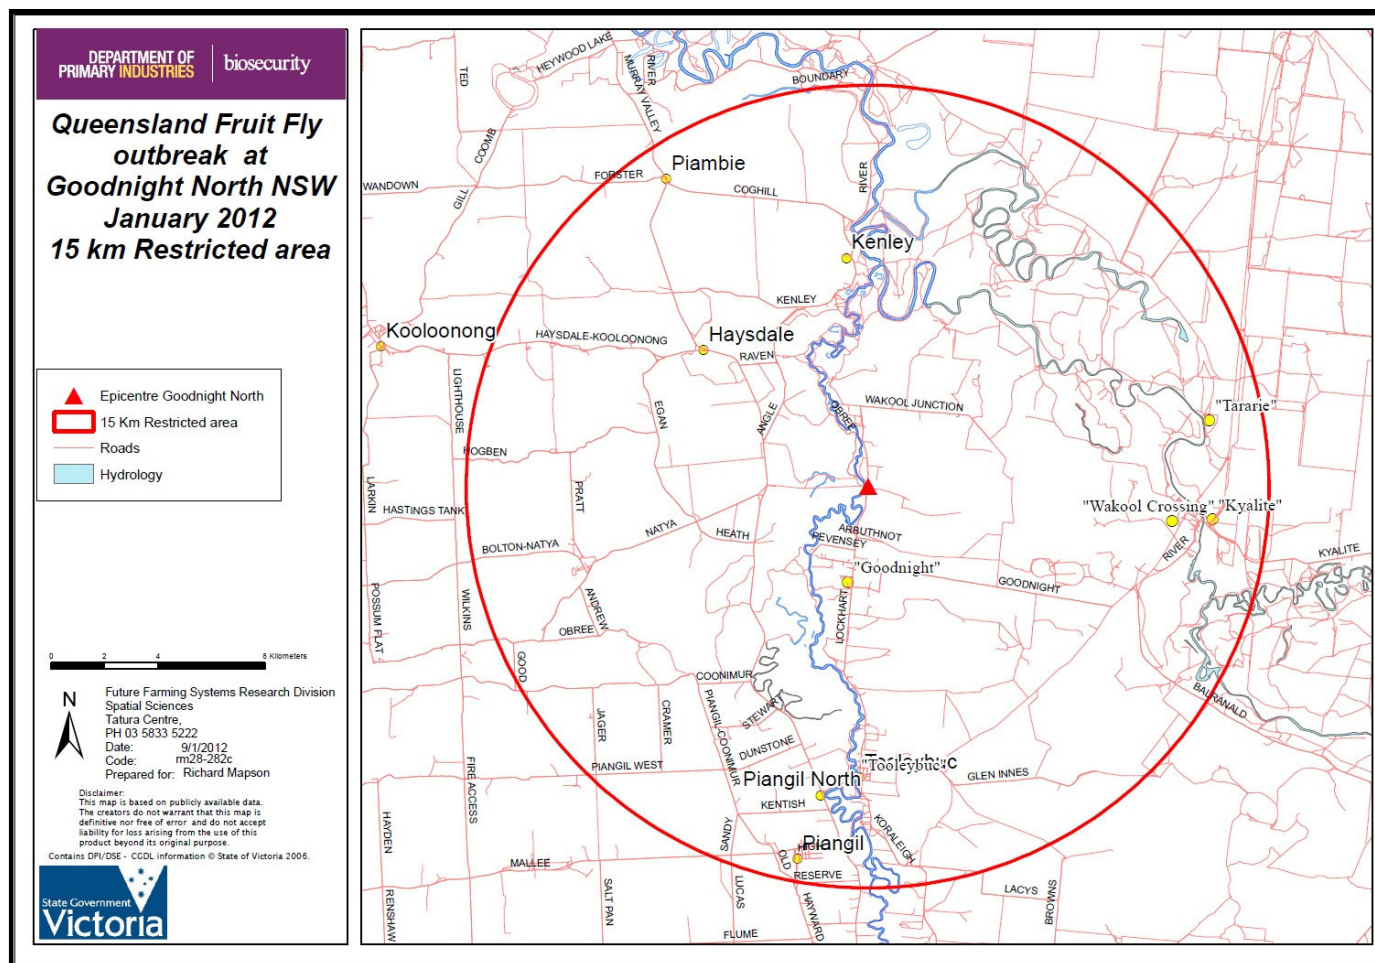 DEPARTMENT OF
PRIMARY INDUSTRIES
biosecurity
Queensland Fruit Fly
outbreak at
Goodnight North NSW
January 2012
15 km Restricted area
Epicentre Goodnight North
15 Km Restricted area
Roads
Hydrology
0 2 4 8 Kilometers
N
Future Farming Systems Research Division
Spatial Sciences
Tatura Centre,
PH 03 5833 5222
Date: 9/1/2012
Code: rm28-282c
Prepared for: Richard Mapson
Disclaimer:
This map is based on publicly available data.
The creators do not warrant that this map is
definitive nor free of error and do not accept
liability for loss arising from the use of this
product beyond its original purpose.
Contains DPI/DSE - CCDL information © State of Victoria 2006.
State Government
Victoria
TED
HEYWOOD LAKE
RIVER
MURRAY VALLEY
BOUNDARY
COOMB
GILL
WANDOWN
FORSTER
Piambie
COGHILL
RIVER
Kenley
KENLEY
Kooloonong
HAYSDALE-KOOLOONONG
Haysdale
RAVEN
LIGHTHOUSE
EGAN
ANGLE
OBREE
WAKOOL JUNCTION
"Tararie"
HOGBEN
LARKIN
HASTINGS TANK
PRATT
NATYA
HEATH
BOLTON-NATYA
ARBUTHNOT
PEVENSEY
"Wakool Crossing"
"Kyalite"
RIVER
KYALITE
"Goodnight"
GOODNIGHT
POSSUM FLAT
WILKINS
ANDREW
OBREE
LOCKHART
GOOD
COONIMUR
BALRANALD
JAGER
CRAMER
PIANGIL-COONIMUR
STEWART
DUNSTONE
PIANGIL WEST
"Tooleybuc"
GLEN INNES
Piangil North
KENTISH
FIRE ACCESS
HAYDEN
SANDY
KORALEIGH
Piangil
OLD
MALLEE
RESERVE
LACYS
BROWNS
RENSHAW
SALT PAN
LUCAS
HAYWARD
FLUME